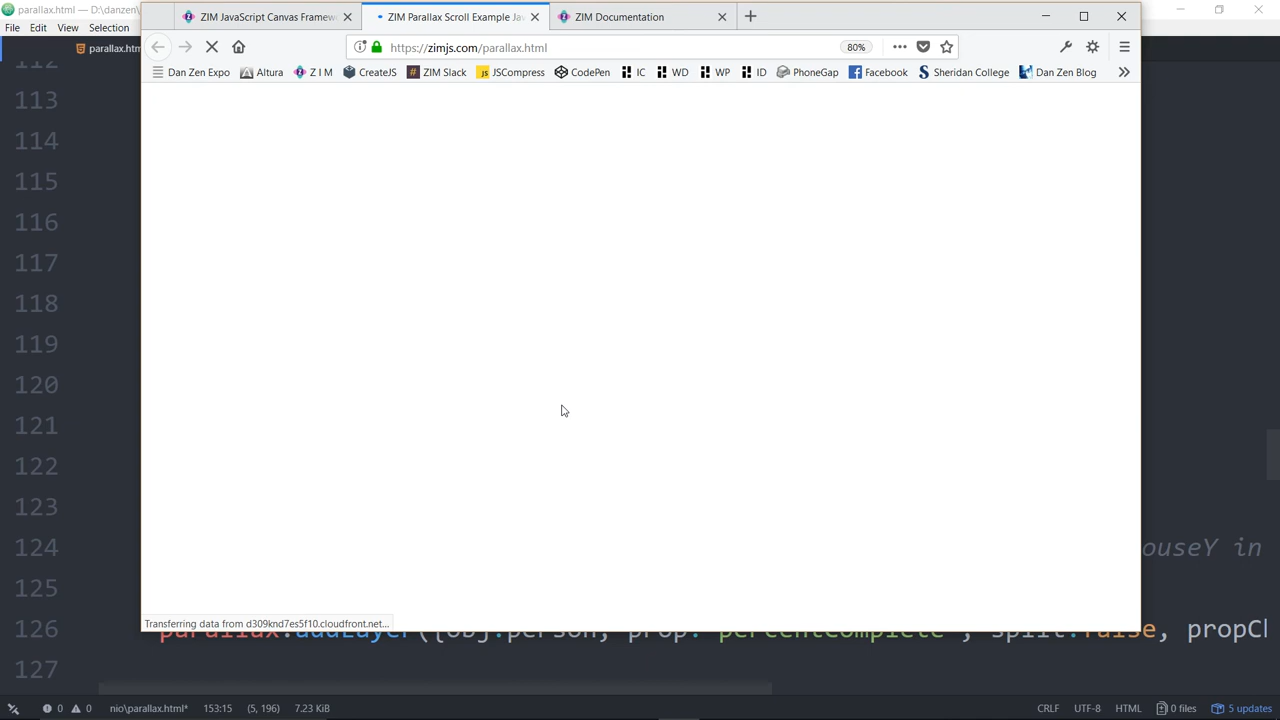 parallax.html — D:\danzen\
ZIM JavaScript Canvas Framew
ZIM Parallax Scroll Example Jav
ZIM Documentation
File Edit View Selection
https://zimjs.com/parallax.html
80%
parallax.htm
Dan Zen Expo Altura Z I M CreateJS ZIM Slack JSCompress CodePen IC WD WP ID PhoneGap Facebook Sheridan College Dan Zen Blog
112
113
114
115
116
117
118
119
120
121
122
123
124 ouseY in
125
Transferring data from d309knd7es5f10.cloudfront.net...
126 parallax.addLayer({obj:person, prop:"percentComplete", split:false, propCl
127
0 0 nio\parallax.html* 153:15 (5, 196) 7.23 KiB CRLF UTF-8 HTML 0 files 5 updates